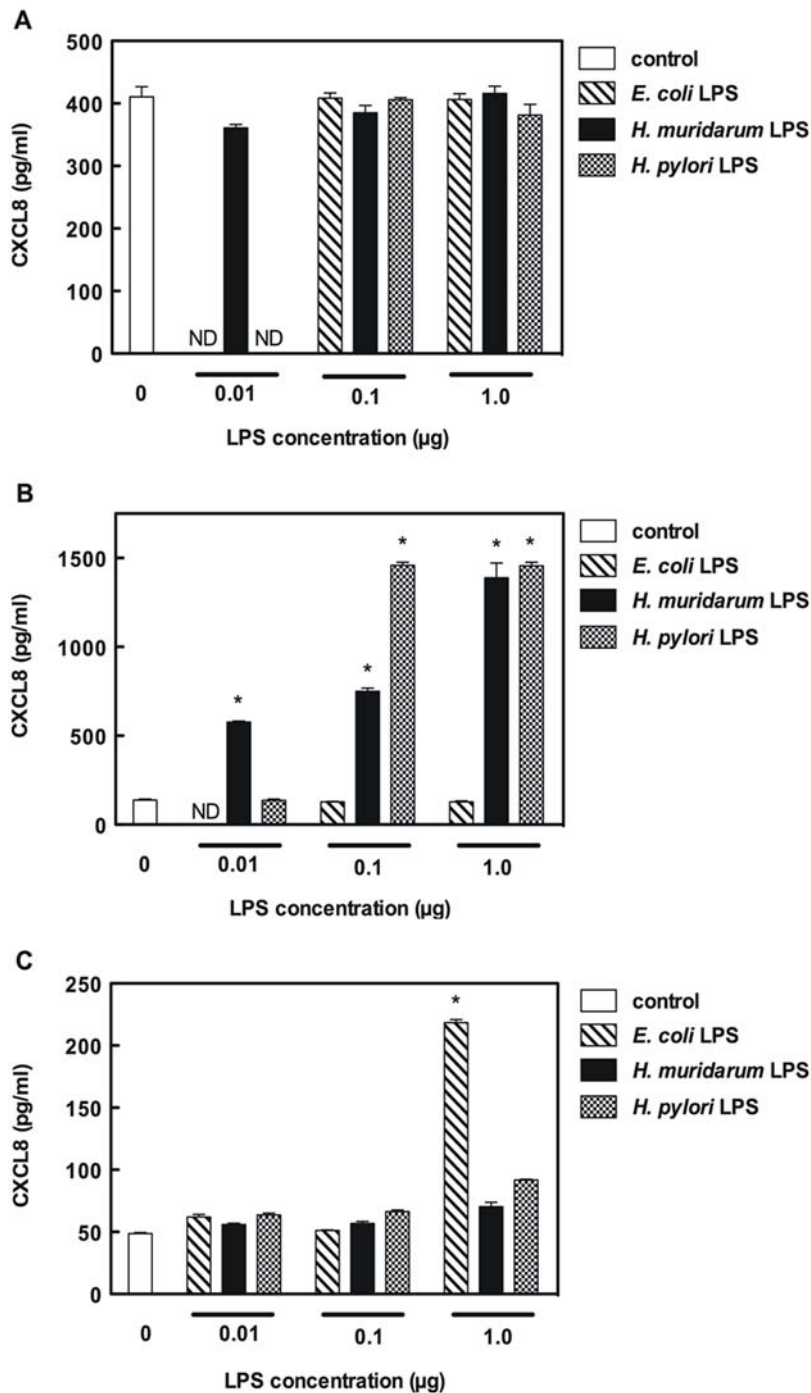 A
500
400
300
200
100
0
CXCL8 (pg/ml)
ND ND
0 0.01 0.1 1.0
LPS concentration (µg)
control
E. coli LPS
H. muridarum LPS
H. pylori LPS
B
1500
1000
500
0
CXCL8 (pg/ml)
* ND * * * *
0 0.01 0.1 1.0
LPS concentration (µg)
control
E. coli LPS
H. muridarum LPS
H. pylori LPS
C
250
200
150
100
50
0
CXCL8 (pg/ml)
*
0 0.01 0.1 1.0
LPS concentration (µg)
control
E. coli LPS
H. muridarum LPS
H. pylori LPS